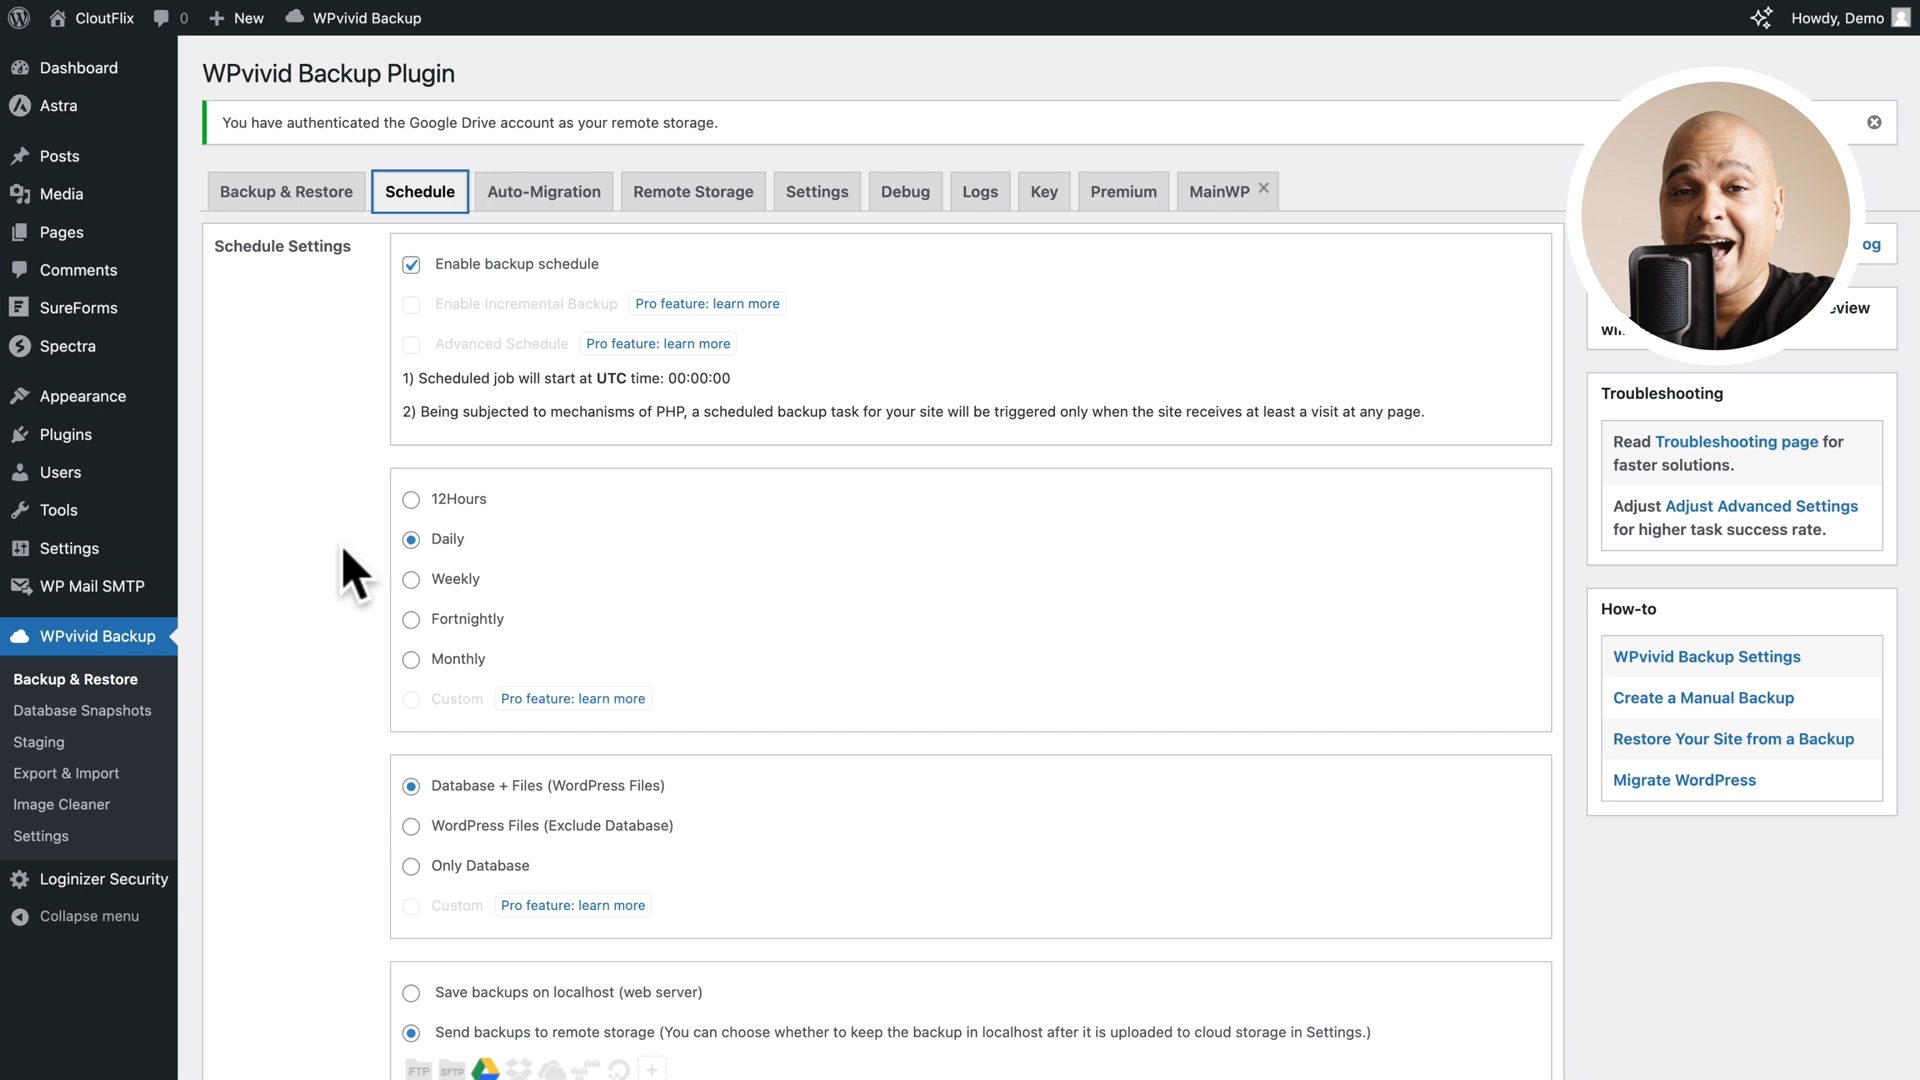 CloutFlix
0
New
WPvivid Backup
Howdy, Demo
Dashboard
Astra
Posts
Media
Pages
Comments
SureForms
Spectra
Appearance
Plugins
Users
Tools
Settings
WP Mail SMTP
WPvivid Backup
Backup & Restore
Database Snapshots
Staging
Export & Import
Image Cleaner
Settings
Loginizer Security
Collapse menu
WPvivid Backup Plugin
You have authenticated the Google Drive account as your remote storage.
Backup & Restore
Schedule
Auto-Migration
Remote Storage
Settings
Debug
Logs
Key
Premium
MainWP
Schedule Settings
Enable backup schedule
Enable Incremental Backup Pro feature: learn more
Advanced Schedule Pro feature: learn more
1) Scheduled job will start at UTC time: 00:00:00
2) Being subjected to mechanisms of PHP, a scheduled backup task for your site will be triggered only when the site receives at least a visit at any page.
12Hours
Daily
Weekly
Fortnightly
Monthly
Custom Pro feature: learn more
Database + Files (WordPress Files)
WordPress Files (Exclude Database)
Only Database
Custom Pro feature: learn more
Save backups on localhost (web server)
Send backups to remote storage (You can choose whether to keep the backup in localhost after it is uploaded to cloud storage in Settings.)
FTP SFTP
og
Troubleshooting
Read Troubleshooting page for
faster solutions.
Adjust Adjust Advanced Settings
for higher task success rate.
How-to
WPvivid Backup Settings
Create a Manual Backup
Restore Your Site from a Backup
Migrate WordPress